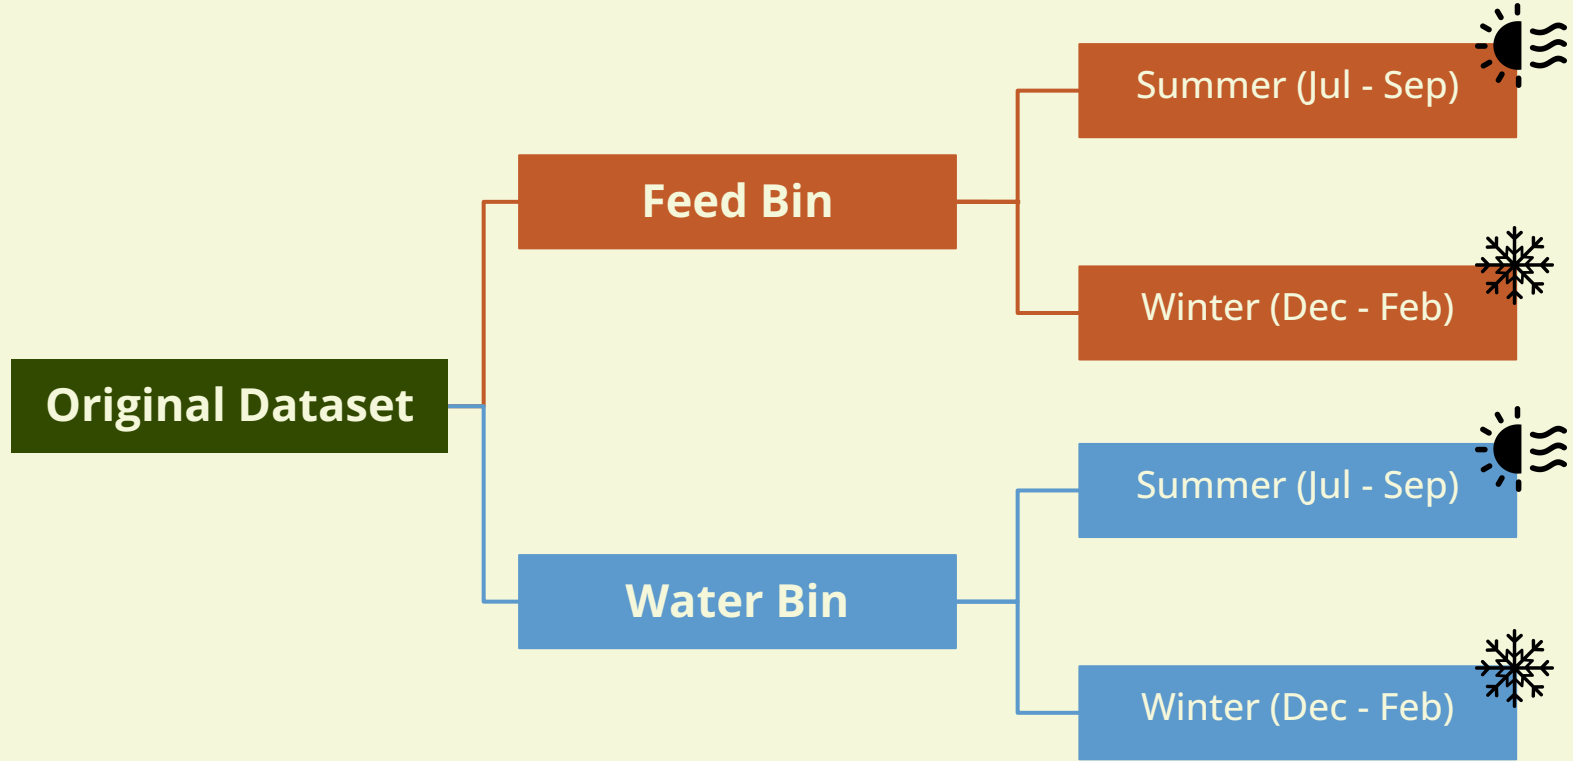 Original Dataset
Feed Bin
Summer (Jul - Sep)
Winter (Dec - Feb)
Water Bin
Summer (Jul - Sep)
Winter (Dec - Feb)